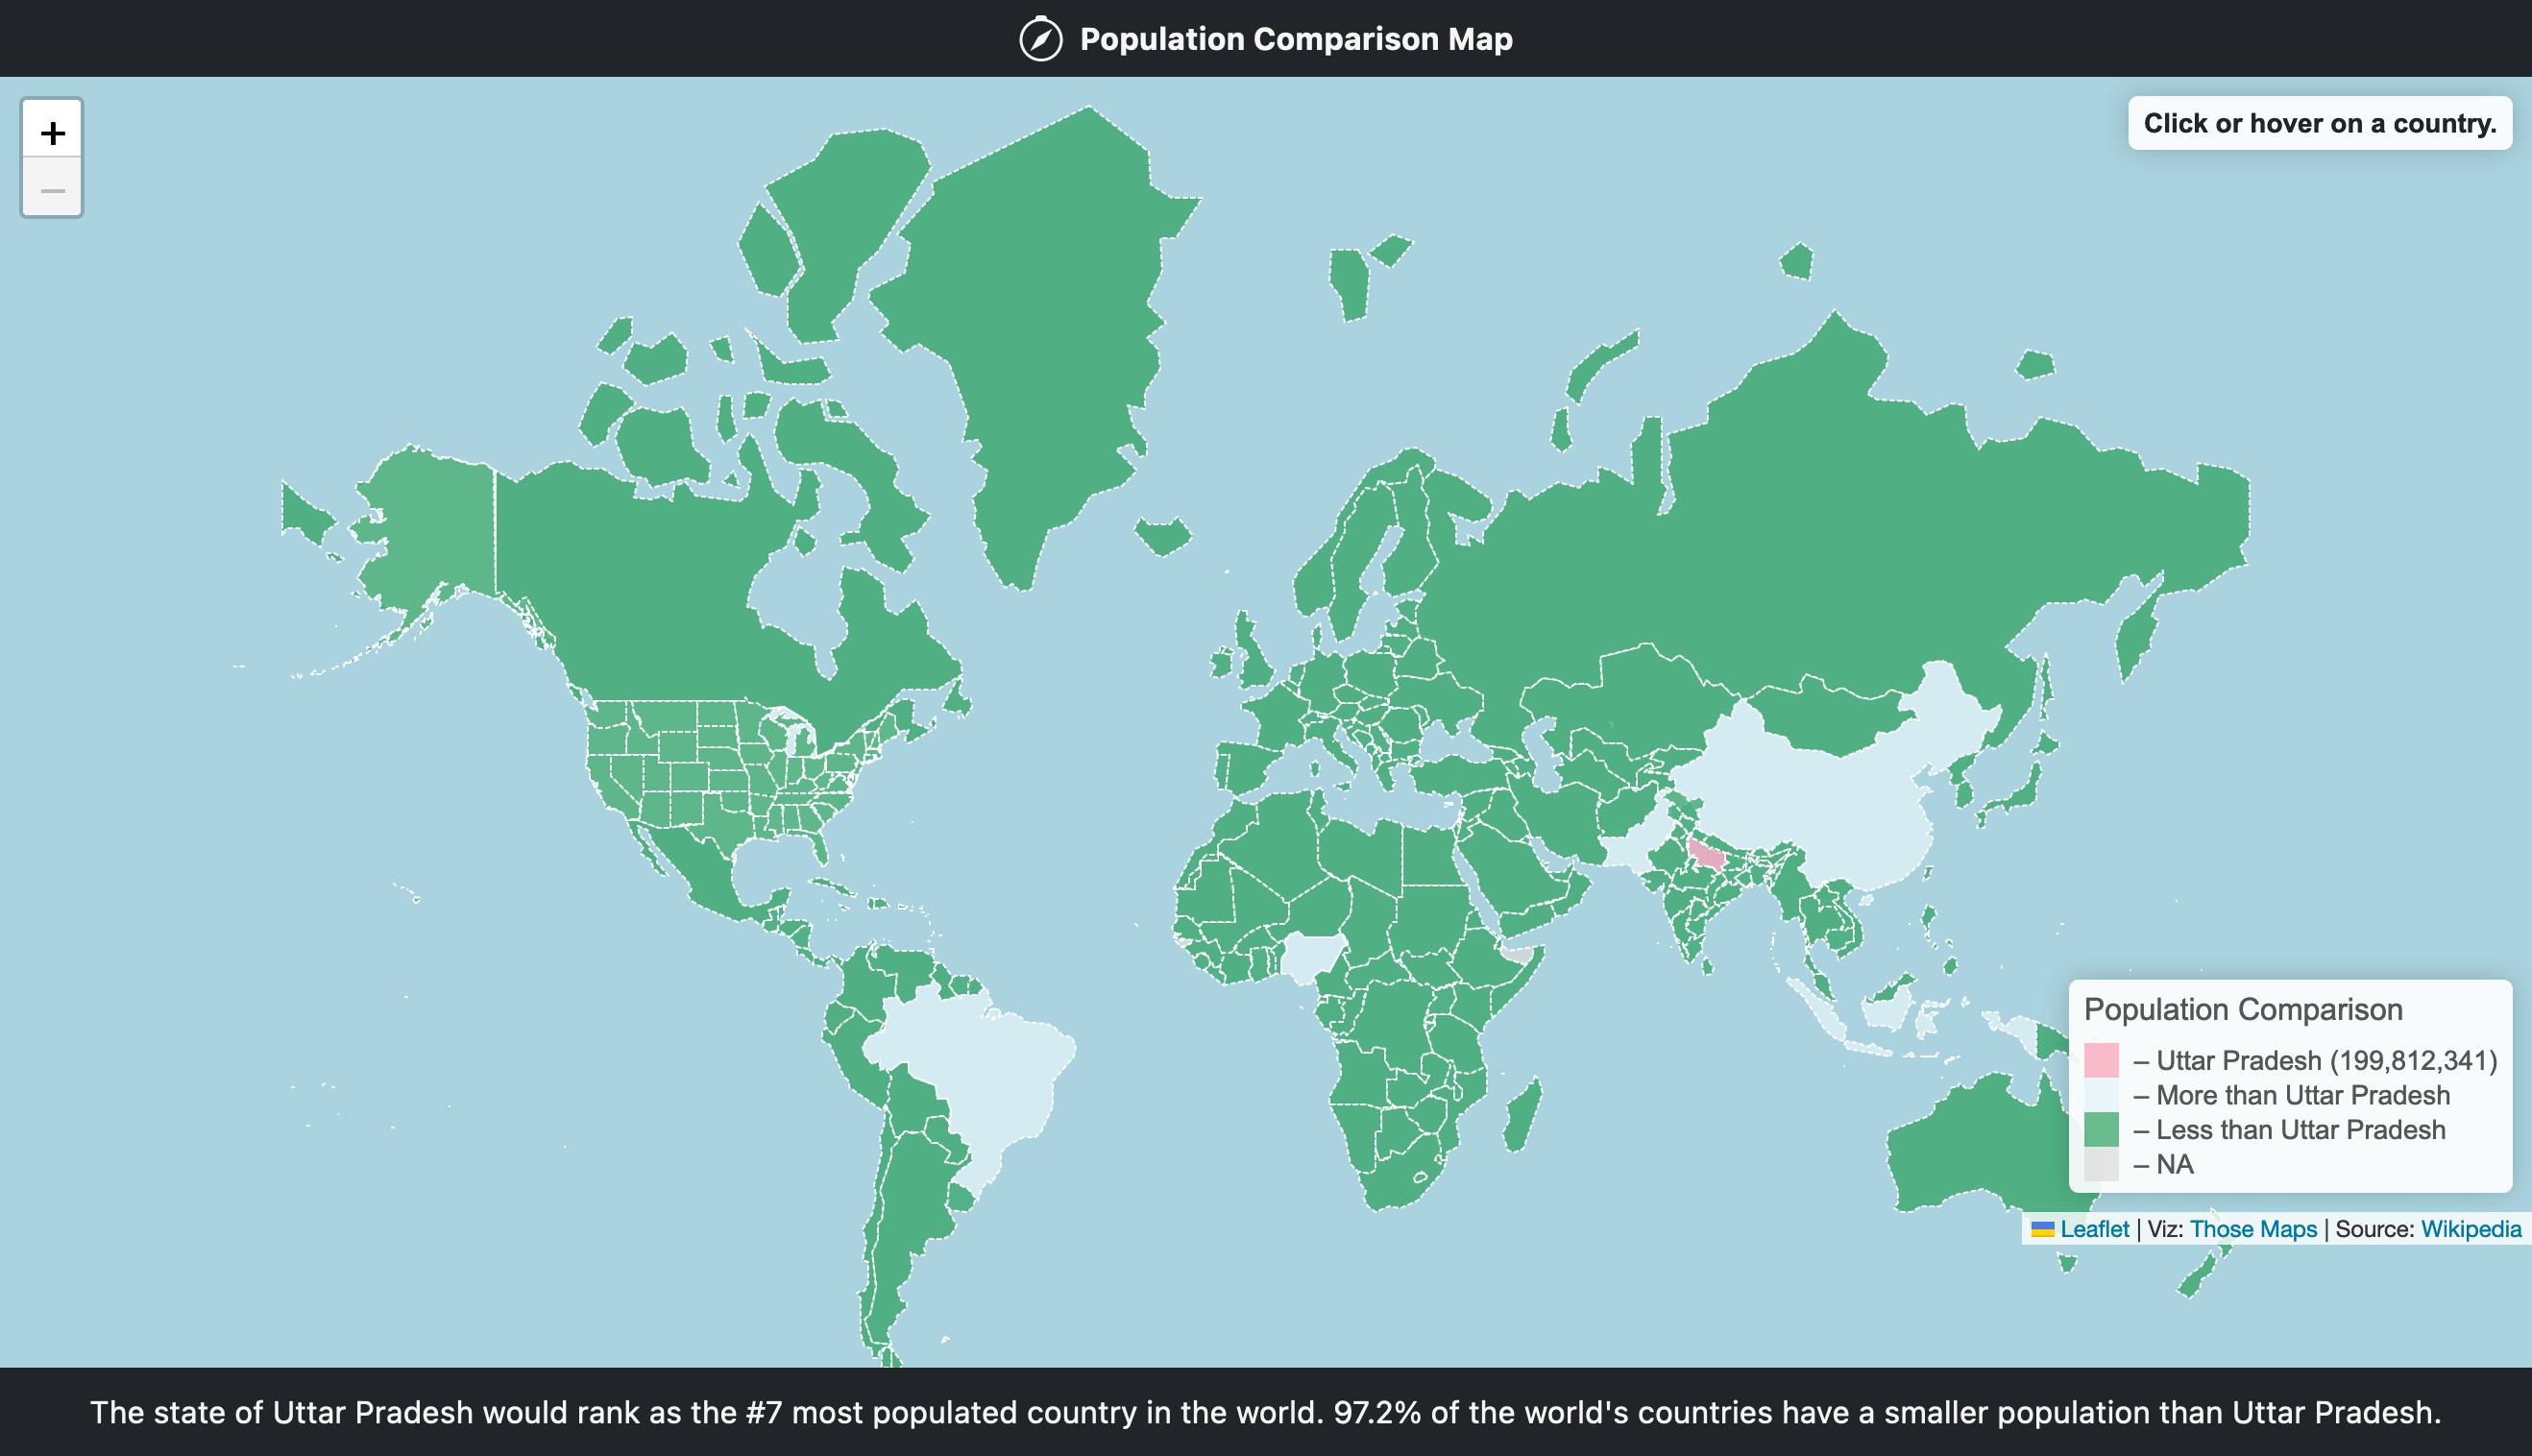 Population Comparison Map
+
−
Click or hover on a country.
Population Comparison
– Uttar Pradesh (199,812,341)
– More than Uttar Pradesh
– Less than Uttar Pradesh
– NA
Leaflet | Viz: Those Maps | Source: Wikipedia
The state of Uttar Pradesh would rank as the #7 most populated country in the world. 97.2% of the world's countries have a smaller population than Uttar Pradesh.